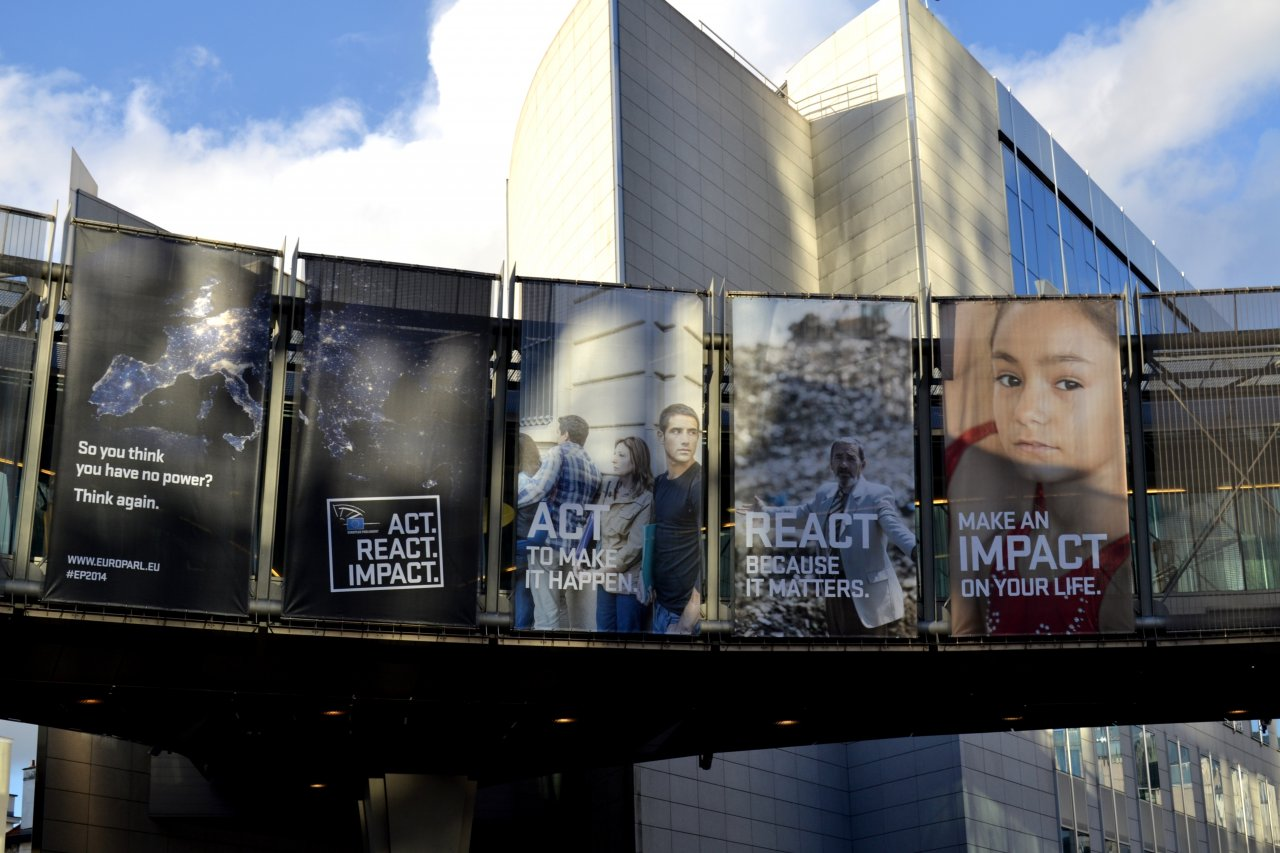 So you think
you have no power?
Think again.
WWW.EUROPARL.EU
#EP2014
ACT.
REACT.
IMPACT.
ACT
TO MAKE
IT HAPPEN.
REACT
BECAUSE
IT MATTERS.
MAKE AN
IMPACT
ON YOUR LIFE.